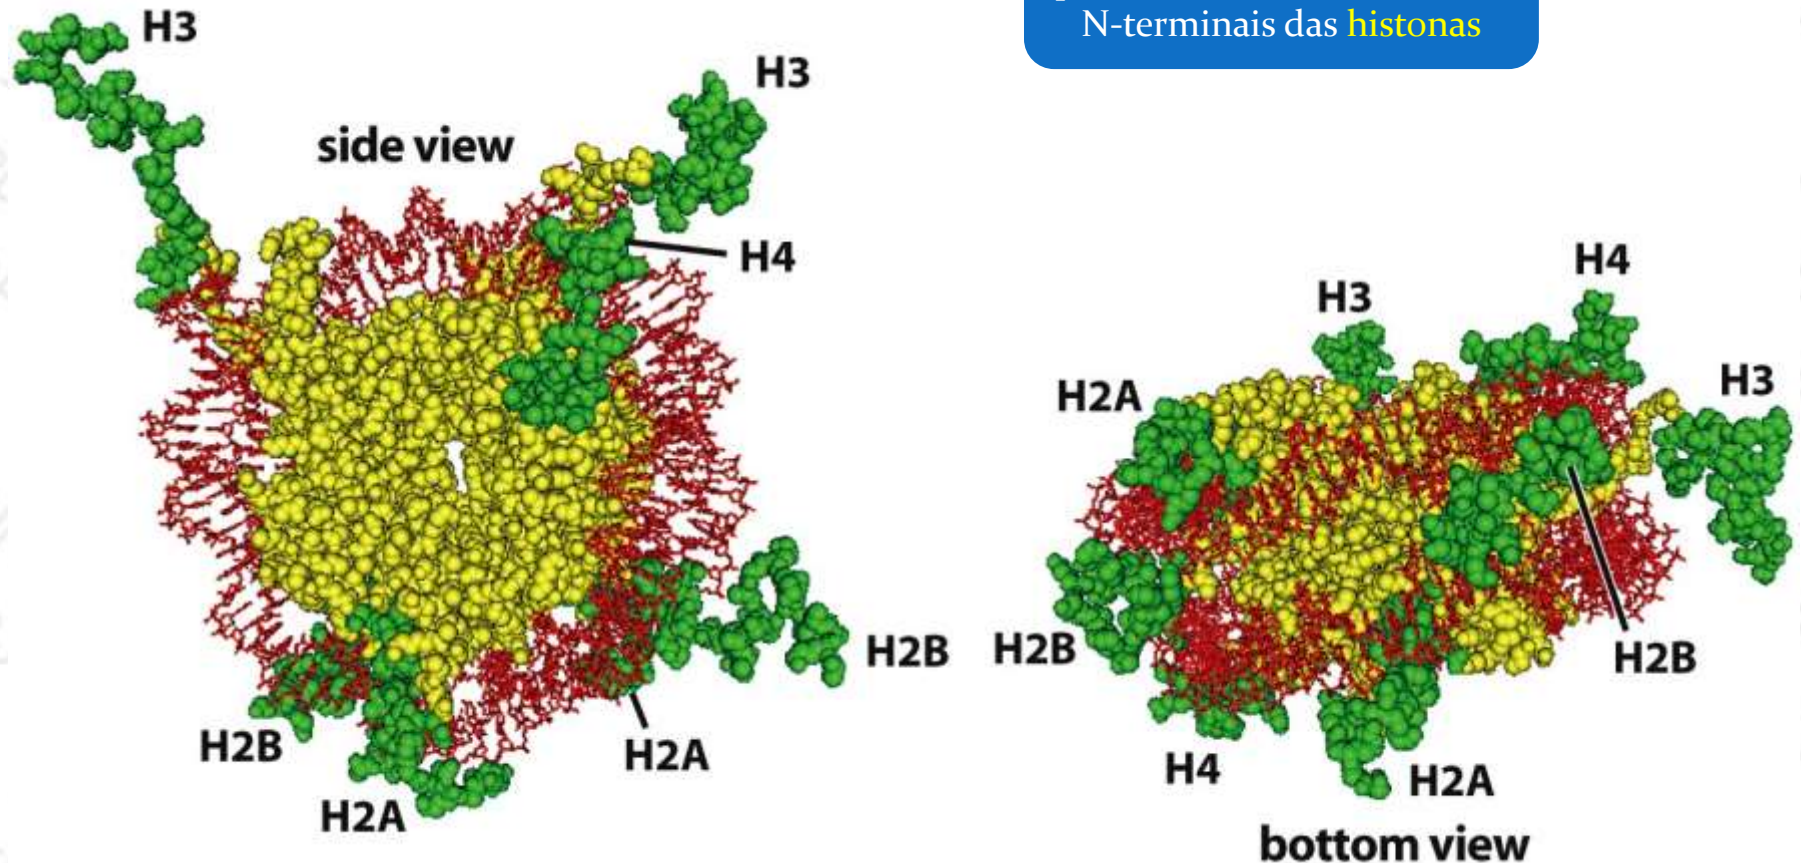 N-terminais das histonas
H3
H3
side view
H4
H2B
H2A
H2B
H2A
H4
H3
H3
H2A
H2B
H2B
H4
H2A
bottom view